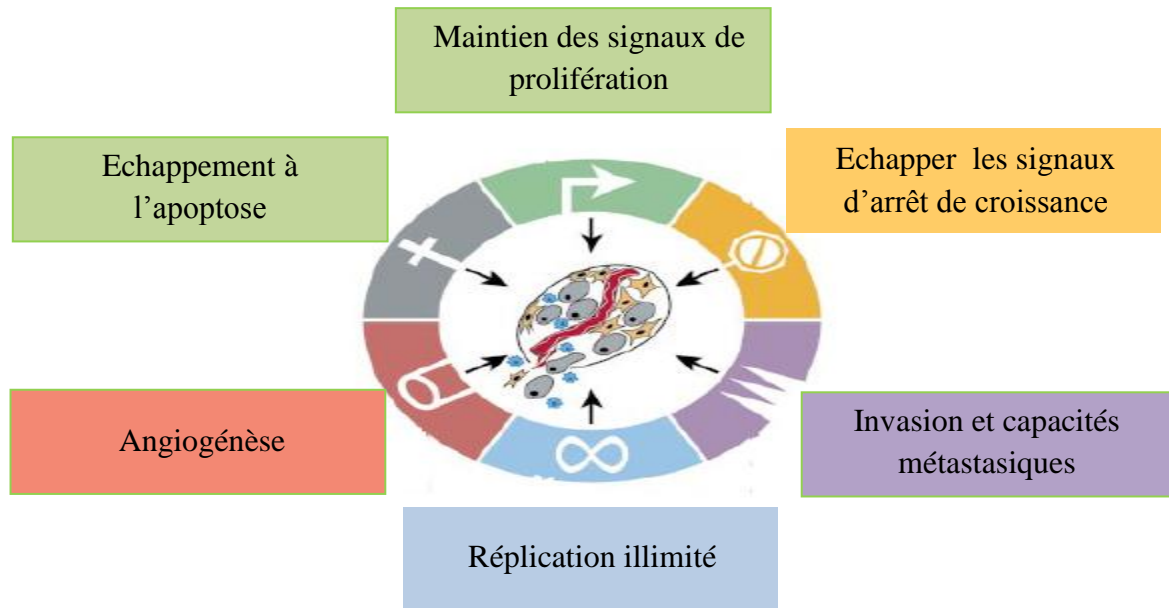 Maintien des signaux de
prolifération
Echappement à
l’apoptose
Echapper les signaux
d’arrêt de croissance
Angiogénèse
Invasion et capacités
métastasiques
Réplication illimité